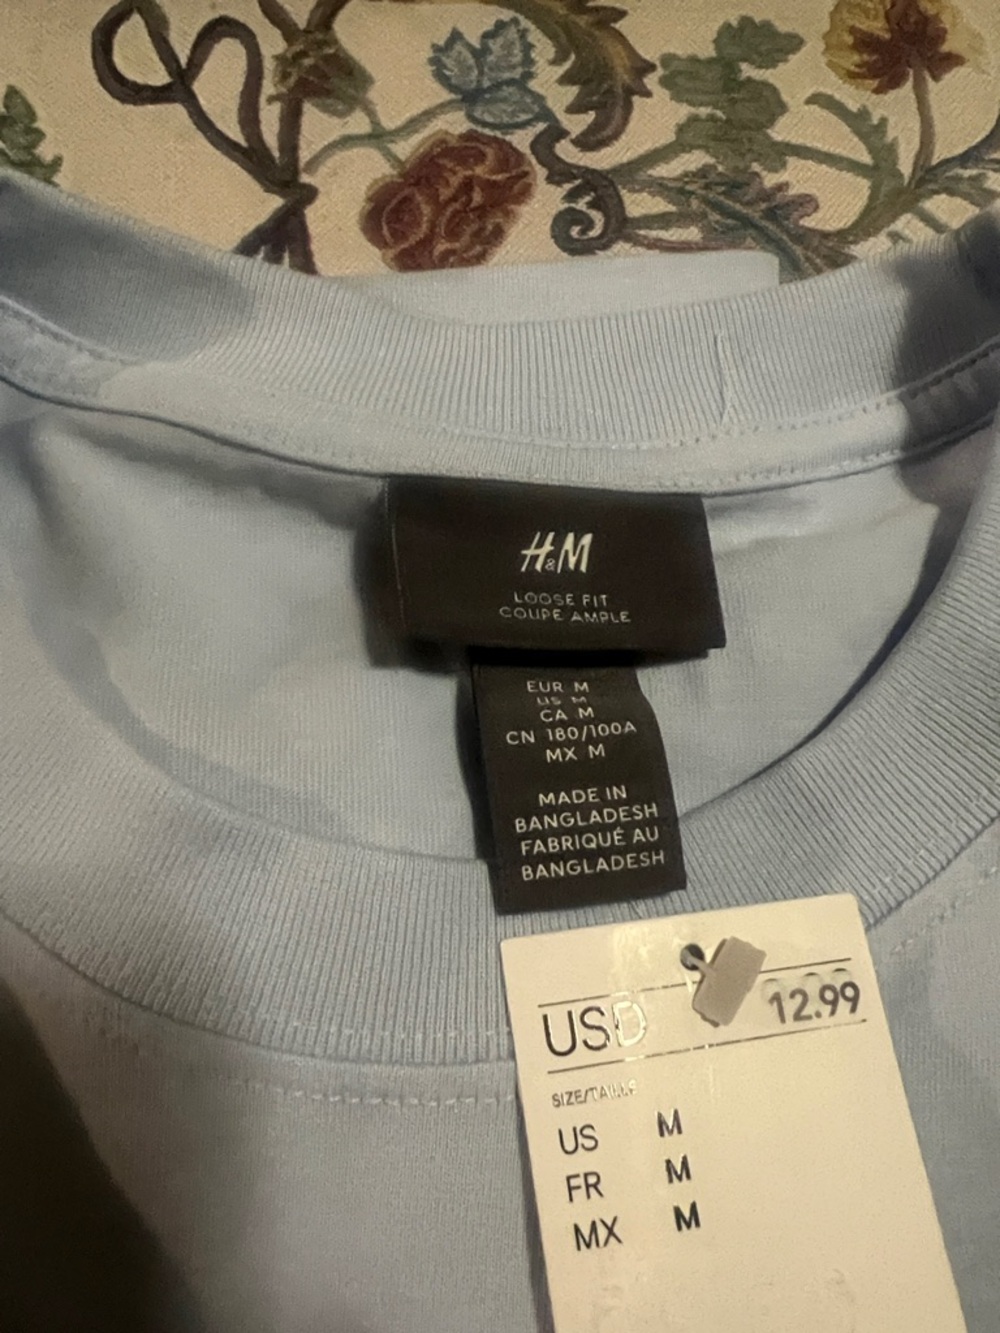 H&M
LOOSE FIT
COUPE AMPLE
EUR M
US M
CA M
CN 180/100A
MX M
MADE IN
BANGLADESH
FABRIQUÉ AU
BANGLADESH
USD 12.99
SIZE/TAILLE
US M
FR M
MX M